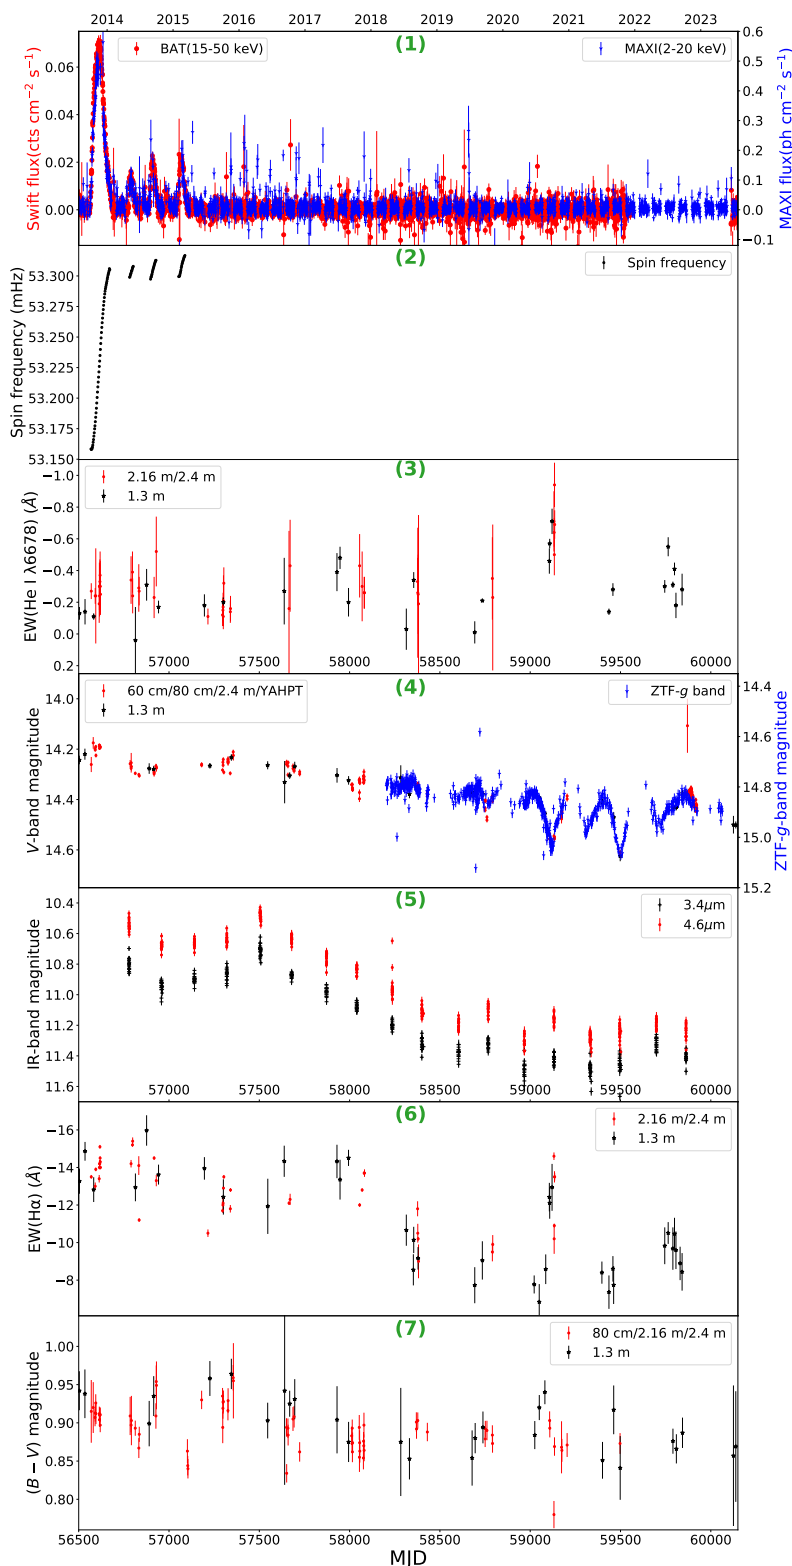 2014 2015 2016 2017 2018 2019 2020 2021 2022 2023
(1)
BAT(15-50 keV)
MAXI(2-20 keV)
Swift flux(cts cm−2 s−1)
0.06
0.04
0.02
0.00
MAXI flux(ph cm−2 s−1)
0.6
0.5
0.4
0.3
0.2
0.1
0.0
−0.1
(2)
Spin frequency
Spin frequency (mHz)
53.300
53.275
53.250
53.225
53.200
53.175
53.150
(3)
2.16 m/2.4 m
1.3 m
EW(He I λ6678) (Å)
−1.0
−0.8
−0.6
−0.4
−0.2
0.0
0.2
57000 57500 58000 58500 59000 59500 60000
(4)
60 cm/80 cm/2.4 m/YAHPT
1.3 m
ZTF-g band
V-band magnitude
14.0
14.2
14.4
14.6
ZTF-g-band magnitude
14.4
14.6
14.8
15.0
15.2
(5)
3.4μm
4.6μm
IR-band magnitude
10.4
10.6
10.8
11.0
11.2
11.4
11.6
57000 57500 58000 58500 59000 59500 60000
(6)
2.16 m/2.4 m
1.3 m
EW(Hα) (Å)
−16
−14
−12
−10
−8
(7)
80 cm/2.16 m/2.4 m
1.3 m
(B − V) magnitude
1.00
0.95
0.90
0.85
0.80
56500 57000 57500 58000 58500 59000 59500 60000
MJD